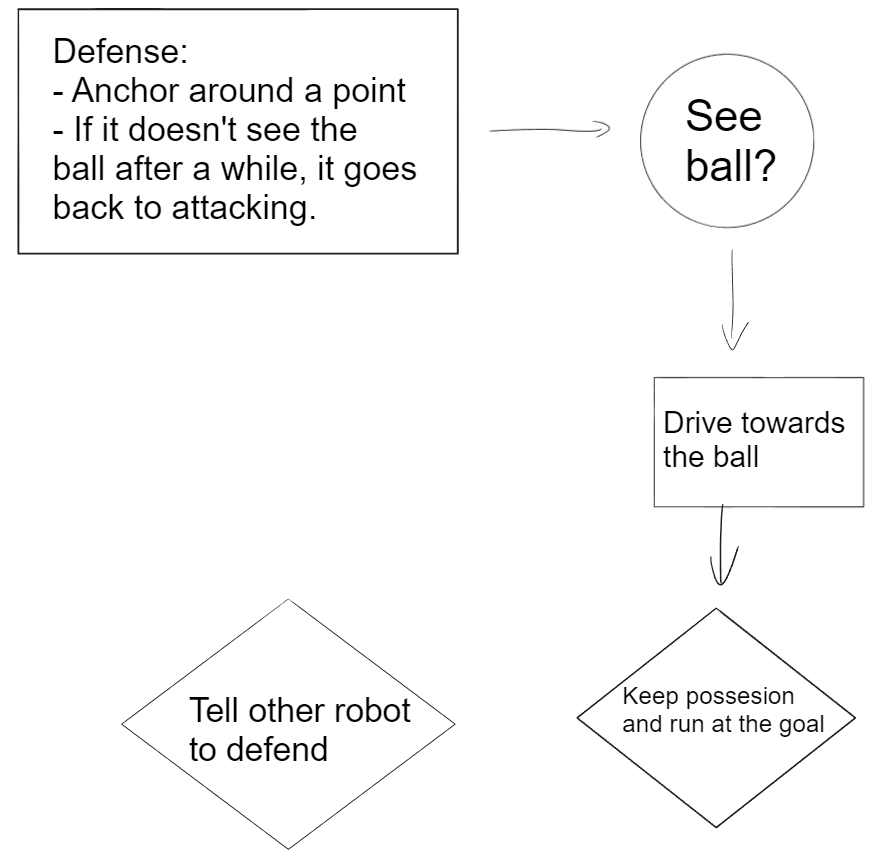 Defense:
- Anchor around a point
- If it doesn't see the
ball after a while, it goes
back to attacking.
See
ball?
Drive towards
the ball
Tell other robot
to defend
Keep possesion
and run at the goal